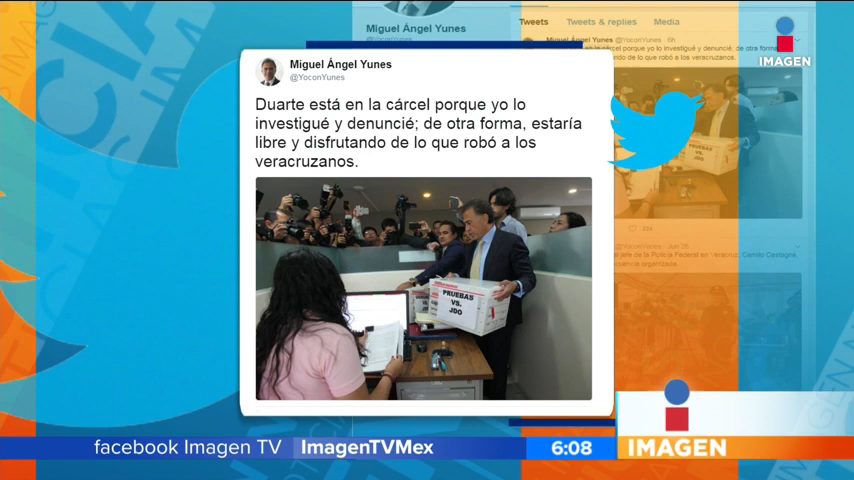 Miguel Ángel Yunes
Tweets Tweets & replies Media
IMAGEN
Miguel Ángel Yunes
@YoconYunes
Duarte está en la cárcel porque yo lo
investigué y denuncié; de otra forma, estaría
libre y disfrutando de lo que robó a los
veracruzanos.
PRUEBAS
VS.
JDO
facebook Imagen TV ImagenTVMex 6:08 IMAGEN